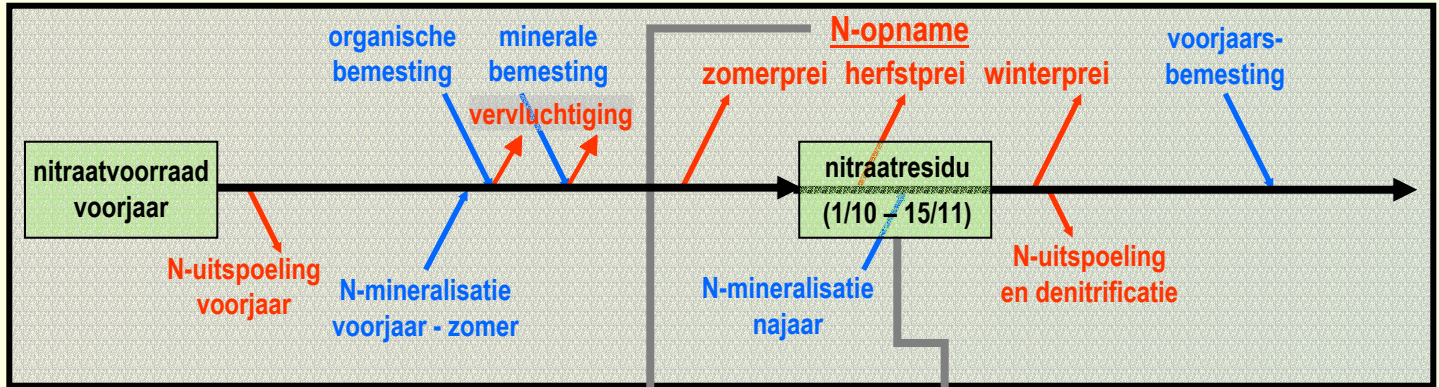 organische
bemesting
minerale
bemesting
vervluchtiging
N-opname
zomerprei herfstprei winterprei
voorjaars-
bemesting
nitraatvoorraad
voorjaar
nitraatresidu
(1/10 – 15/11)
N-uitspoeling
voorjaar
N-mineralisatie
voorjaar - zomer
N-mineralisatie
najaar
N-uitspoeling
en denitrificatie